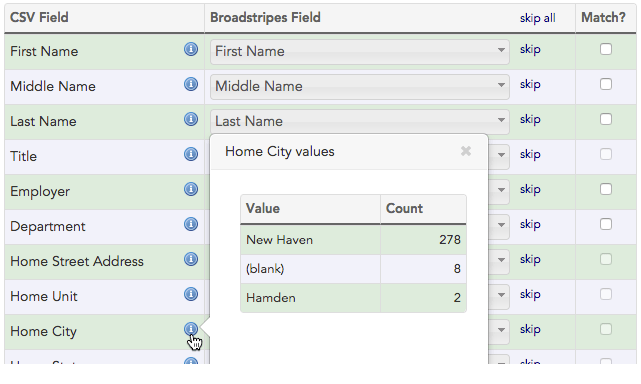 CSV Field Broadstripes Field skip all Match?
First Name First Name skip
Middle Name Middle Name skip
Last Name Last Name skip
Title skip
Employer skip
Department skip
Home Street Address skip
Home Unit skip
Home City skip
Home City values
Value Count
New Haven 278
(blank) 8
Hamden 2